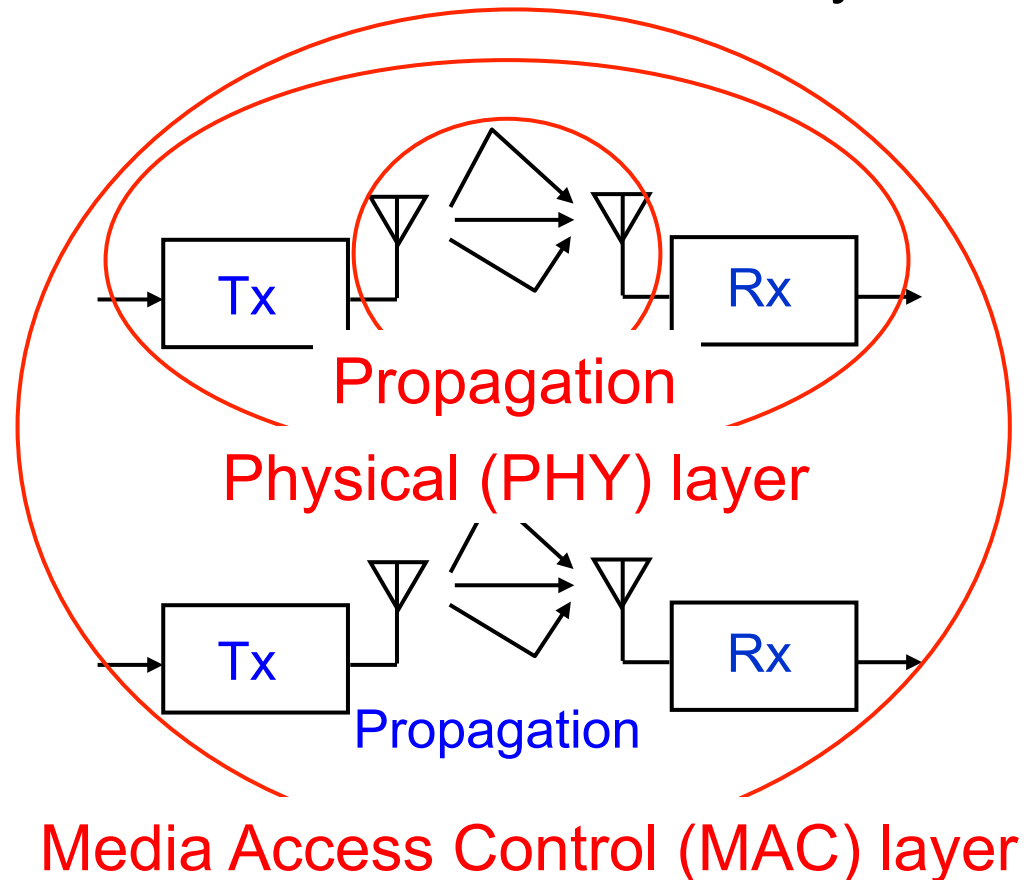 Tx Rx
Propagation
Physical (PHY) layer
Tx Rx
Propagation
Media Access Control (MAC) layer